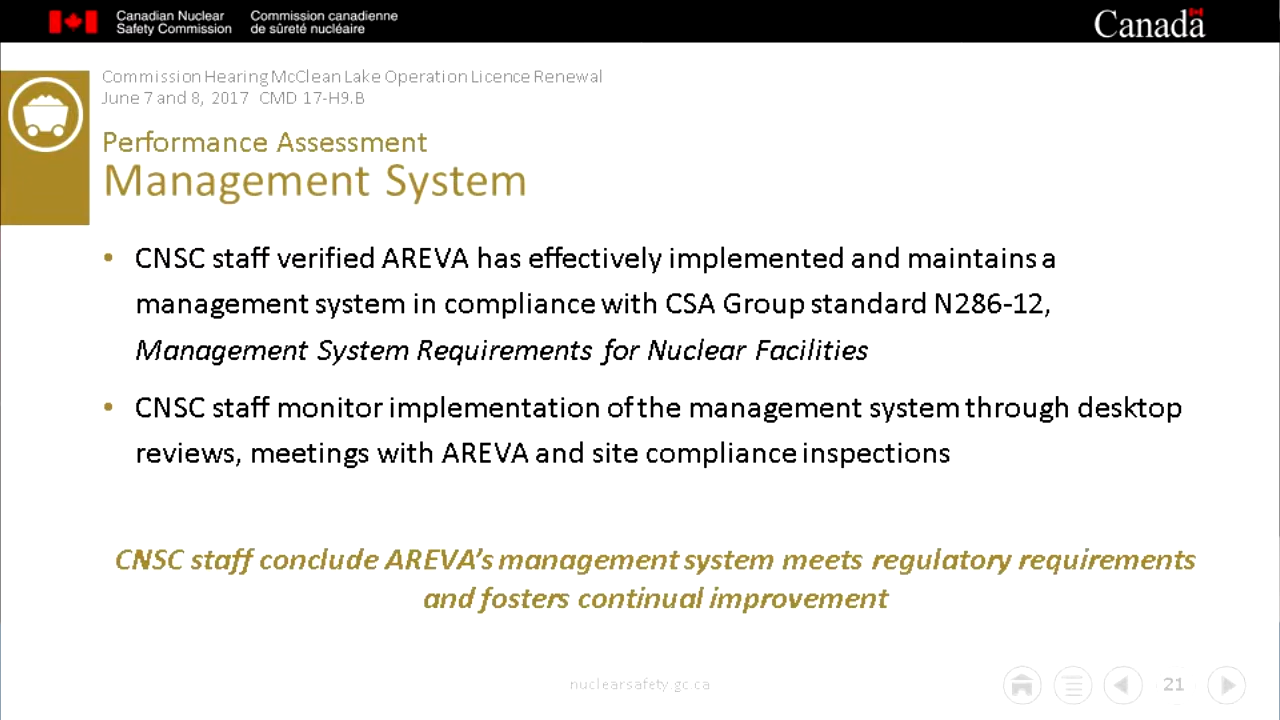 Canadian Nuclear Safety Commission
Commission canadienne de sûreté nucléaire
Canada
Commission Hearing McClean Lake Operation Licence Renewal
June 7 and 8, 2017 CMD 17-H9.B
Performance Assessment
Management System
• CNSC staff verified AREVA has effectively implemented and maintains a
management system in compliance with CSA Group standard N286-12,
Management System Requirements for Nuclear Facilities
• CNSC staff monitor implementation of the management system through desktop
reviews, meetings with AREVA and site compliance inspections
CNSC staff conclude AREVA's management system meets regulatory requirements
and fosters continual improvement
nuclearsafety.gc.ca
21